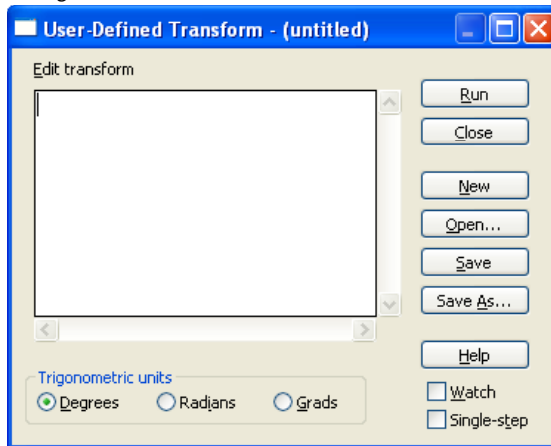 User-Defined Transform - (untitled)
Edit transform
Run
Close
New
Open...
Save
Save As...
Help
Trigonometric units
Degrees
Radians
Grads
Watch
Single-step